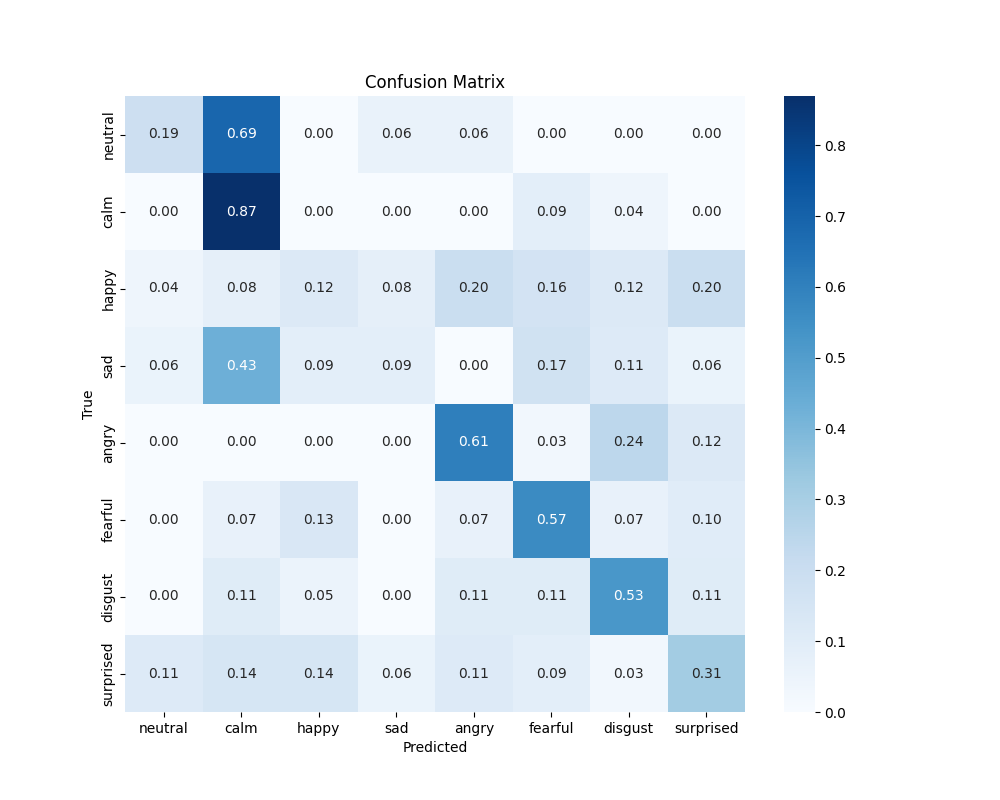 Confusion Matrix
neutral 0.19 0.69 0.00 0.06 0.06 0.00 0.00 0.00
calm 0.00 0.87 0.00 0.00 0.00 0.09 0.04 0.00
happy 0.04 0.08 0.12 0.08 0.20 0.16 0.12 0.20
sad 0.06 0.43 0.09 0.09 0.00 0.17 0.11 0.06
angry 0.00 0.00 0.00 0.00 0.61 0.03 0.24 0.12
fearful 0.00 0.07 0.13 0.00 0.07 0.57 0.07 0.10
disgust 0.00 0.11 0.05 0.00 0.11 0.11 0.53 0.11
surprised 0.11 0.14 0.14 0.06 0.11 0.09 0.03 0.31
True
neutral calm happy sad angry fearful disgust surprised
Predicted
0.8
0.7
0.6
0.5
0.4
0.3
0.2
0.1
0.0